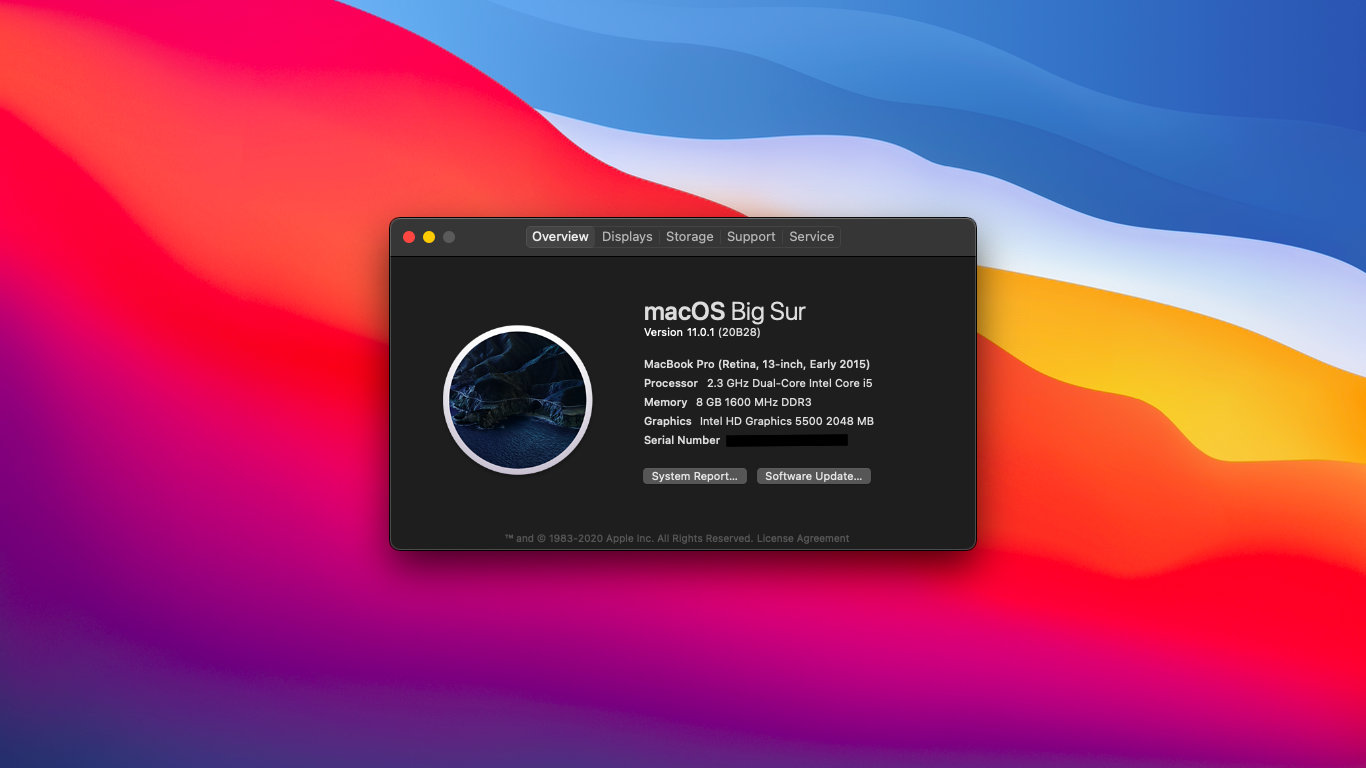 Overview Displays Storage Support Service
macOS Big Sur
Version 11.0.1 (20B28)
MacBook Pro (Retina, 13-inch, Early 2015)
Processor 2.3 GHz Dual-Core Intel Core i5
Memory 8 GB 1600 MHz DDR3
Graphics Intel HD Graphics 5500 2048 MB
Serial Number
System Report... Software Update...
™ and © 1983-2020 Apple Inc. All Rights Reserved. License Agreement